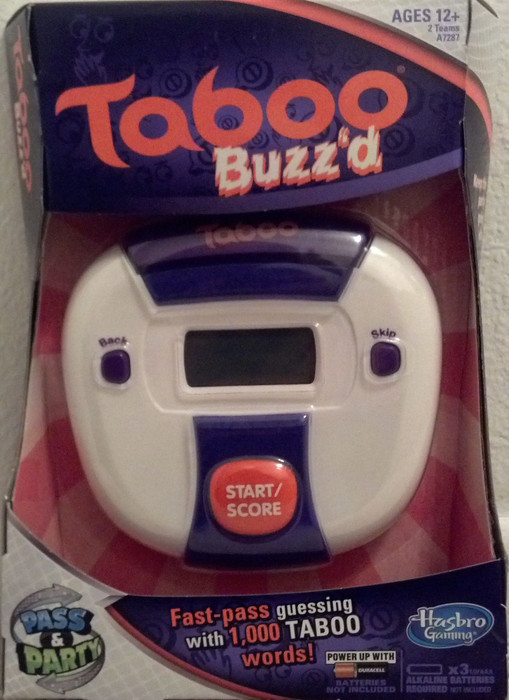 AGES 12+
2 Teams
A7287
Taboo
Buzz'd
Taboo
Back
Skip
START/
SCORE
PASS
&
PARTY
Fast-pass guessing
with 1,000 TABOO
words!
Hasbro
Gaming
POWER UP WITH
DURACELL
BATTERIES
NOT INCLUDED
x3
ALKALINE BATTERIES
REQUIRED NOT INCLUDED